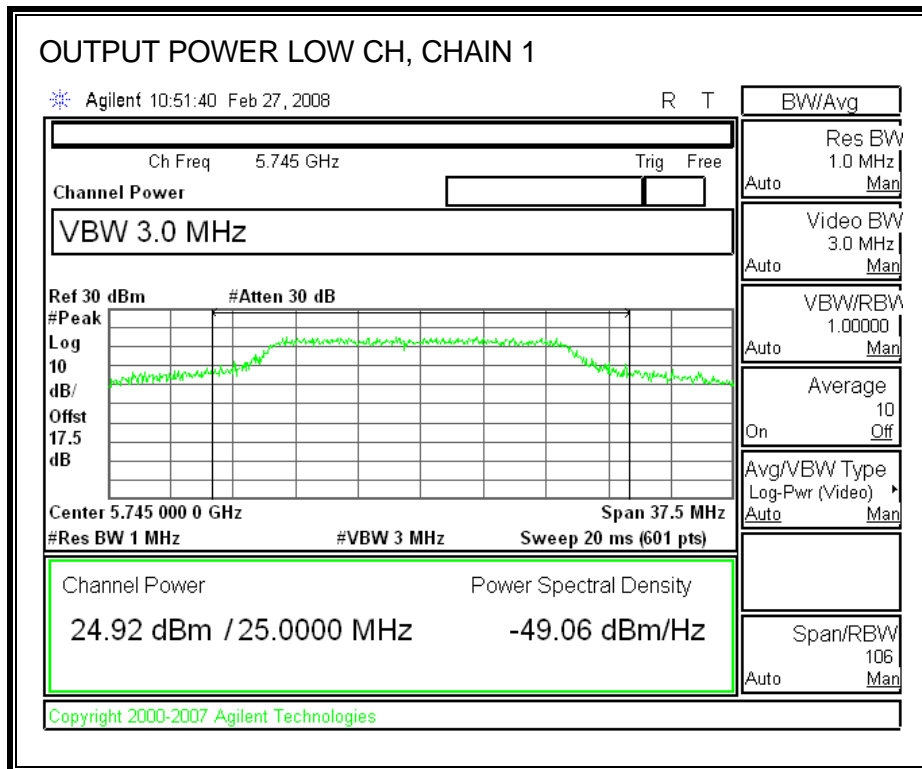 OUTPUT POWER LOW CH, CHAIN 1
Agilent 10:51:40 Feb 27, 2008 R T
Ch Freq 5.745 GHz Trig Free
Channel Power
VBW 3.0 MHz
Ref 30 dBm #Atten 30 dB
#Peak
Log
10
dB/
Offst
17.5
dB
Center 5.745 000 0 GHz Span 37.5 MHz
#Res BW 1 MHz #VBW 3 MHz Sweep 20 ms (601 pts)
Channel Power Power Spectral Density
24.92 dBm / 25.0000 MHz -49.06 dBm/Hz
Copyright 2000-2007 Agilent Technologies
BW/Avg
Res BW
1.0 MHz
Auto Man
Video BW
3.0 MHz
Auto Man
VBW/RBW
1.00000
Auto Man
Average
10
On Off
Avg/VBW Type
Log-Pwr (Video)
Auto Man
Span/RBW
106
Auto Man